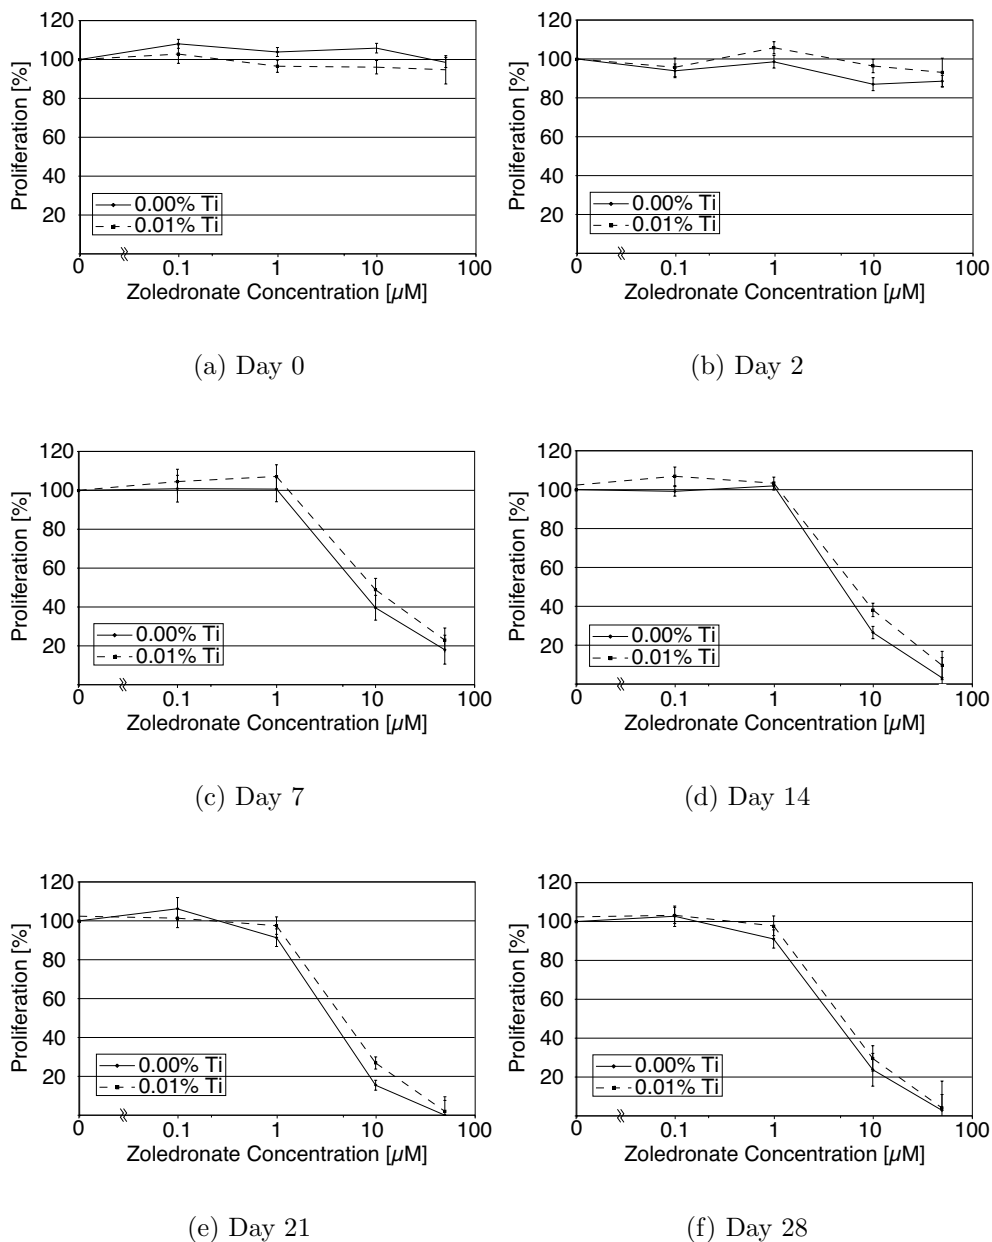 120
100
80
60
40
20
Proliferation [%]
0.00% Ti
0.01% Ti
0 0.1 1 10 100
Zoledronate Concentration [µM]
(a) Day 0
120
100
80
60
40
20
Proliferation [%]
0.00% Ti
0.01% Ti
0 0.1 1 10 100
Zoledronate Concentration [µM]
(b) Day 2
120
100
80
60
40
20
Proliferation [%]
0.00% Ti
0.01% Ti
0 0.1 1 10 100
Zoledronate Concentration [µM]
(c) Day 7
120
100
80
60
40
20
Proliferation [%]
0.00% Ti
0.01% Ti
0 0.1 1 10 100
Zoledronate Concentration [µM]
(d) Day 14
120
100
80
60
40
20
Proliferation [%]
0.00% Ti
0.01% Ti
0 0.1 1 10 100
Zoledronate Concentration [µM]
(e) Day 21
120
100
80
60
40
20
Proliferation [%]
0.00% Ti
0.01% Ti
0 0.1 1 10 100
Zoledronate Concentration [µM]
(f) Day 28